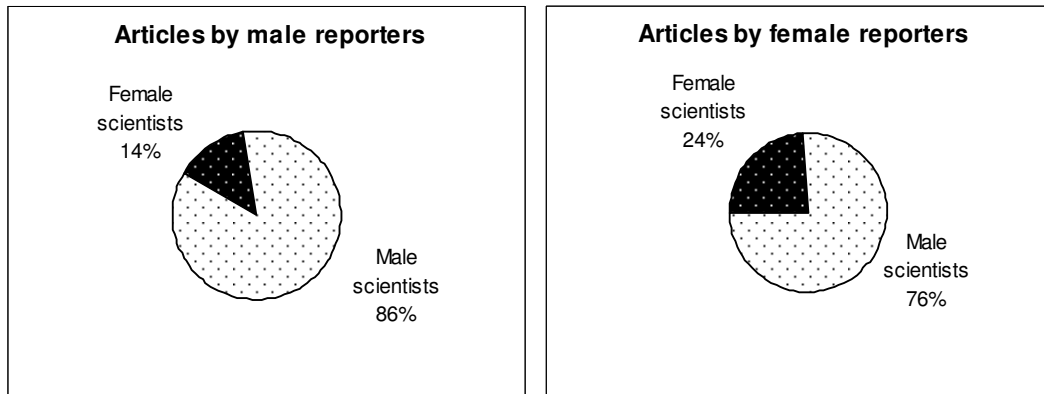 Articles by male reporters
Female
scientists
14%
Male
scientists
86%
Articles by female reporters
Female
scientists
24%
Male
scientists
76%